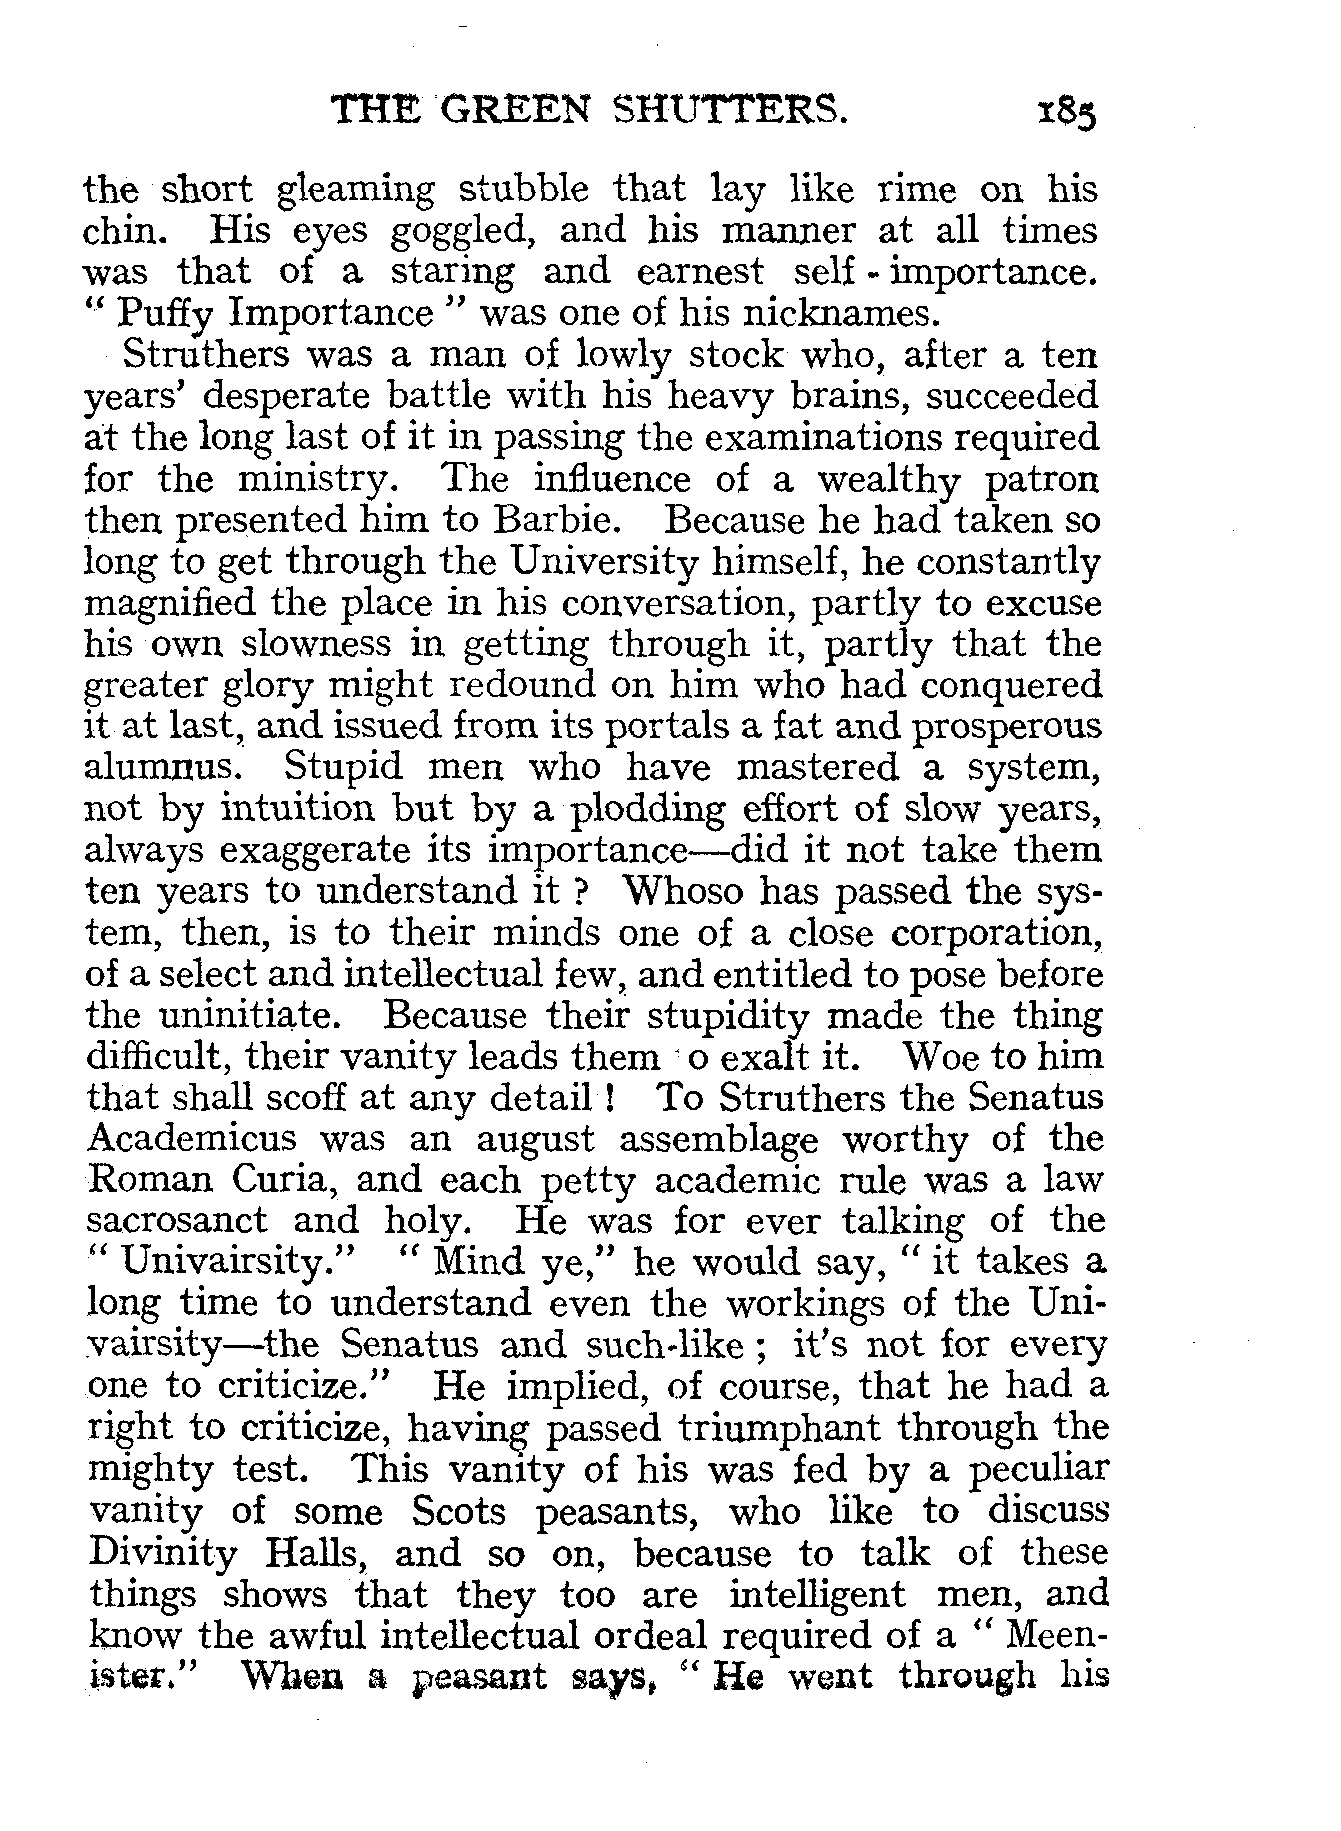 THE GREEN SHUTTERS. 185
the short gleaming stubble that lay like rime on his
chin. His eyes goggled, and his manner at all times
was that of a staring and earnest self-importance.
“ Puffy Importance ” was one of his nicknames.
Struthers was a man of lowly stock who, after a ten
years’ desperate battle with his heavy brains, succeeded
at the long last of it in passing the examinations required
for the ministry. The influence of a wealthy patron
then presented him to Barbie. Because he had taken so
long to get through the University himself, he constantly
magnified the place in his conversation, partly to excuse
his own slowness in getting through it, partly that the
greater glory might redound on him who had conquered
it at last, and issued from its portals a fat and prosperous
alumnus. Stupid men who have mastered a system,
not by intuition but by a plodding effort of slow years,
always exaggerate its importance—did it not take them
ten years to understand it ? Whoso has passed the sys-
tem, then, is to their minds one of a close corporation,
of a select and intellectual few, and entitled to pose before
the uninitiate. Because their stupidity made the thing
difficult, their vanity leads them o exalt it. Woe to him
that shall scoff at any detail ! To Struthers the Senatus
Academicus was an august assemblage worthy of the
Roman Curia, and each petty academic rule was a law
sacrosanct and holy. He was for ever talking of the
“ Univairsity.” “ Mind ye,” he would say, “ it takes a
long time to understand even the workings of the Uni-
vairsity—the Senatus and such-like ; it’s not for every
one to criticize.” He implied, of course, that he had a
right to criticize, having passed triumphant through the
mighty test. This vanity of his was fed by a peculiar
vanity of some Scots peasants, who like to discuss
Divinity Halls, and so on, because to talk of these
things shows that they too are intelligent men, and
know the awful intellectual ordeal required of a “ Meen-
ister.” When a peasant says, “ He went through his